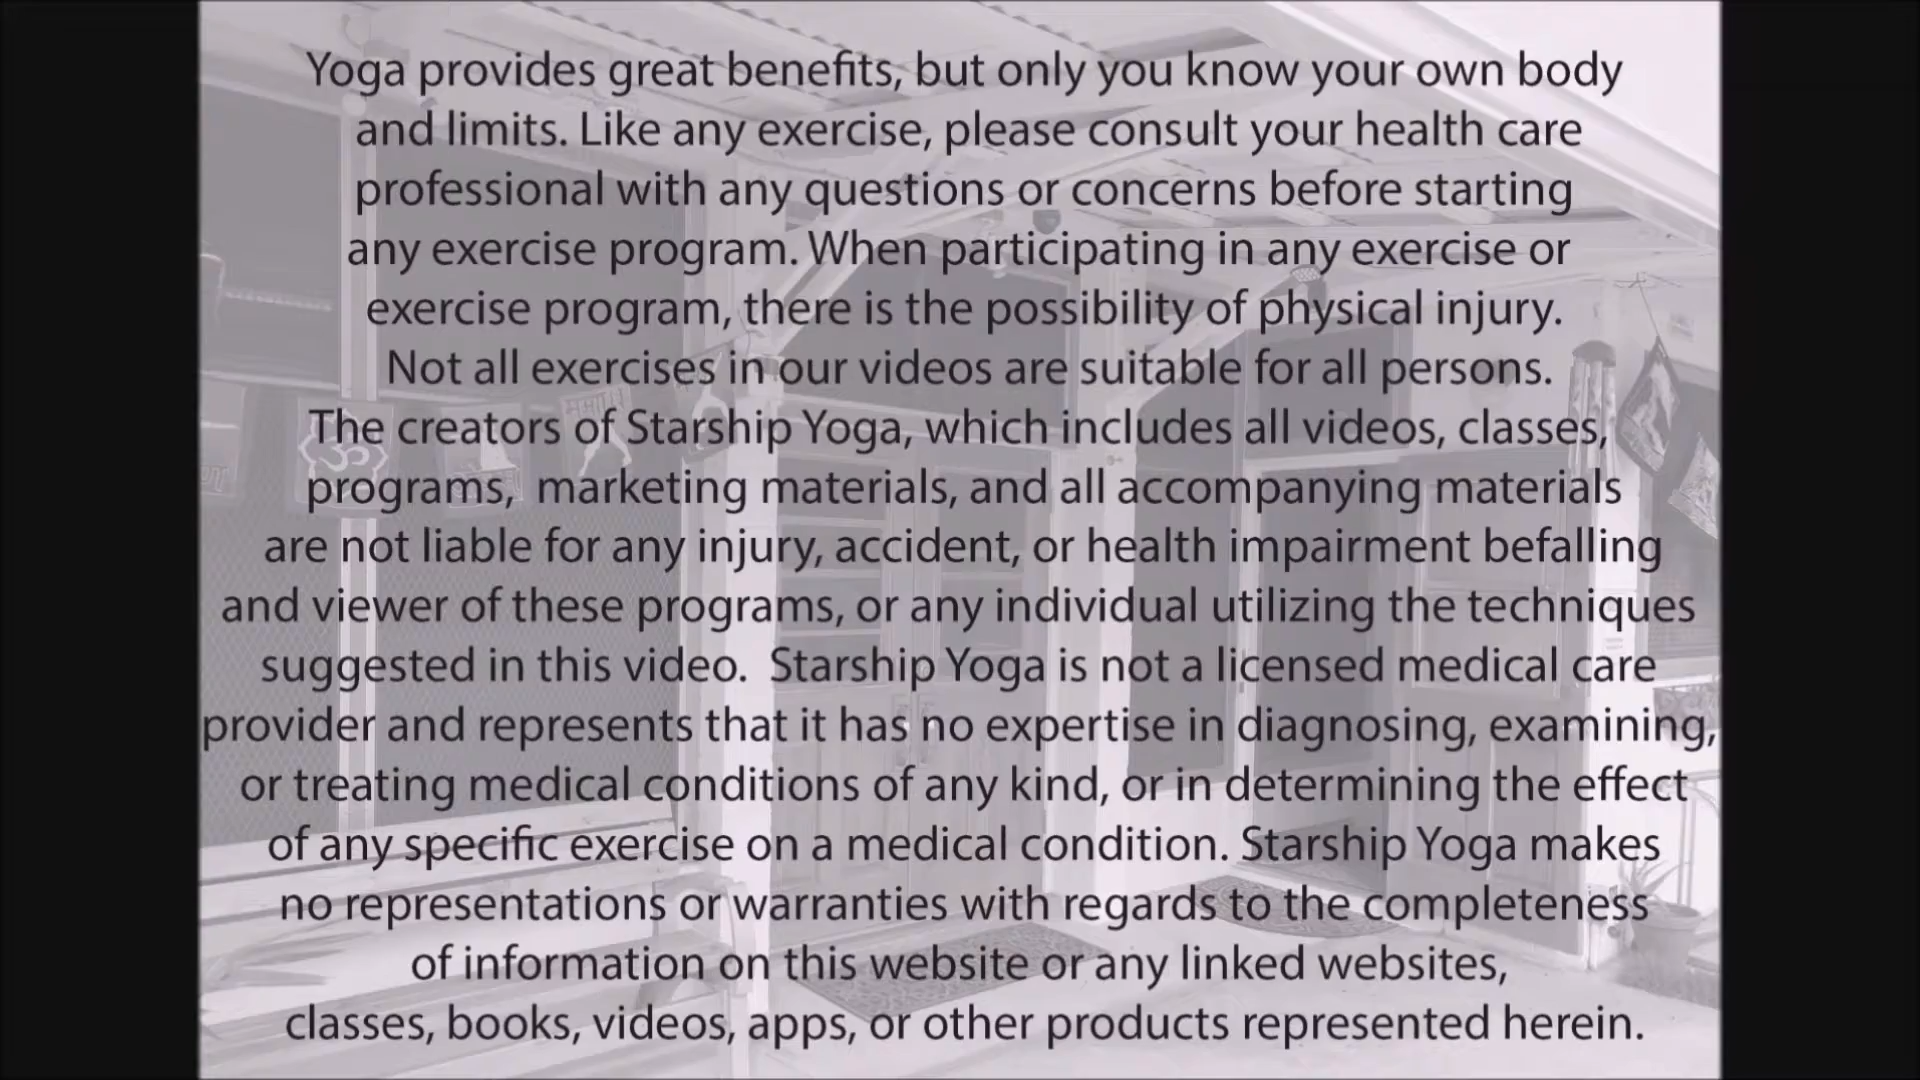 Yoga provides great benefits, but only you know your own body
and limits. Like any exercise, please consult your health care
professional with any questions or concerns before starting
any exercise program. When participating in any exercise or
exercise program, there is the possibility of physical injury.
Not all exercises in our videos are suitable for all persons.
The creators of Starship Yoga, which includes all videos, classes,
programs,  marketing materials, and all accompanying materials
are not liable for any injury, accident, or health impairment befalling
and viewer of these programs, or any individual utilizing the techniques
suggested in this video.  Starship Yoga is not a licensed medical care
provider and represents that it has no expertise in diagnosing, examining,
or treating medical conditions of any kind, or in determining the effect
of any specific exercise on a medical condition. Starship Yoga makes
no representations or warranties with regards to the completeness
of information on this website or any linked websites,
classes, books, videos, apps, or other products represented herein.